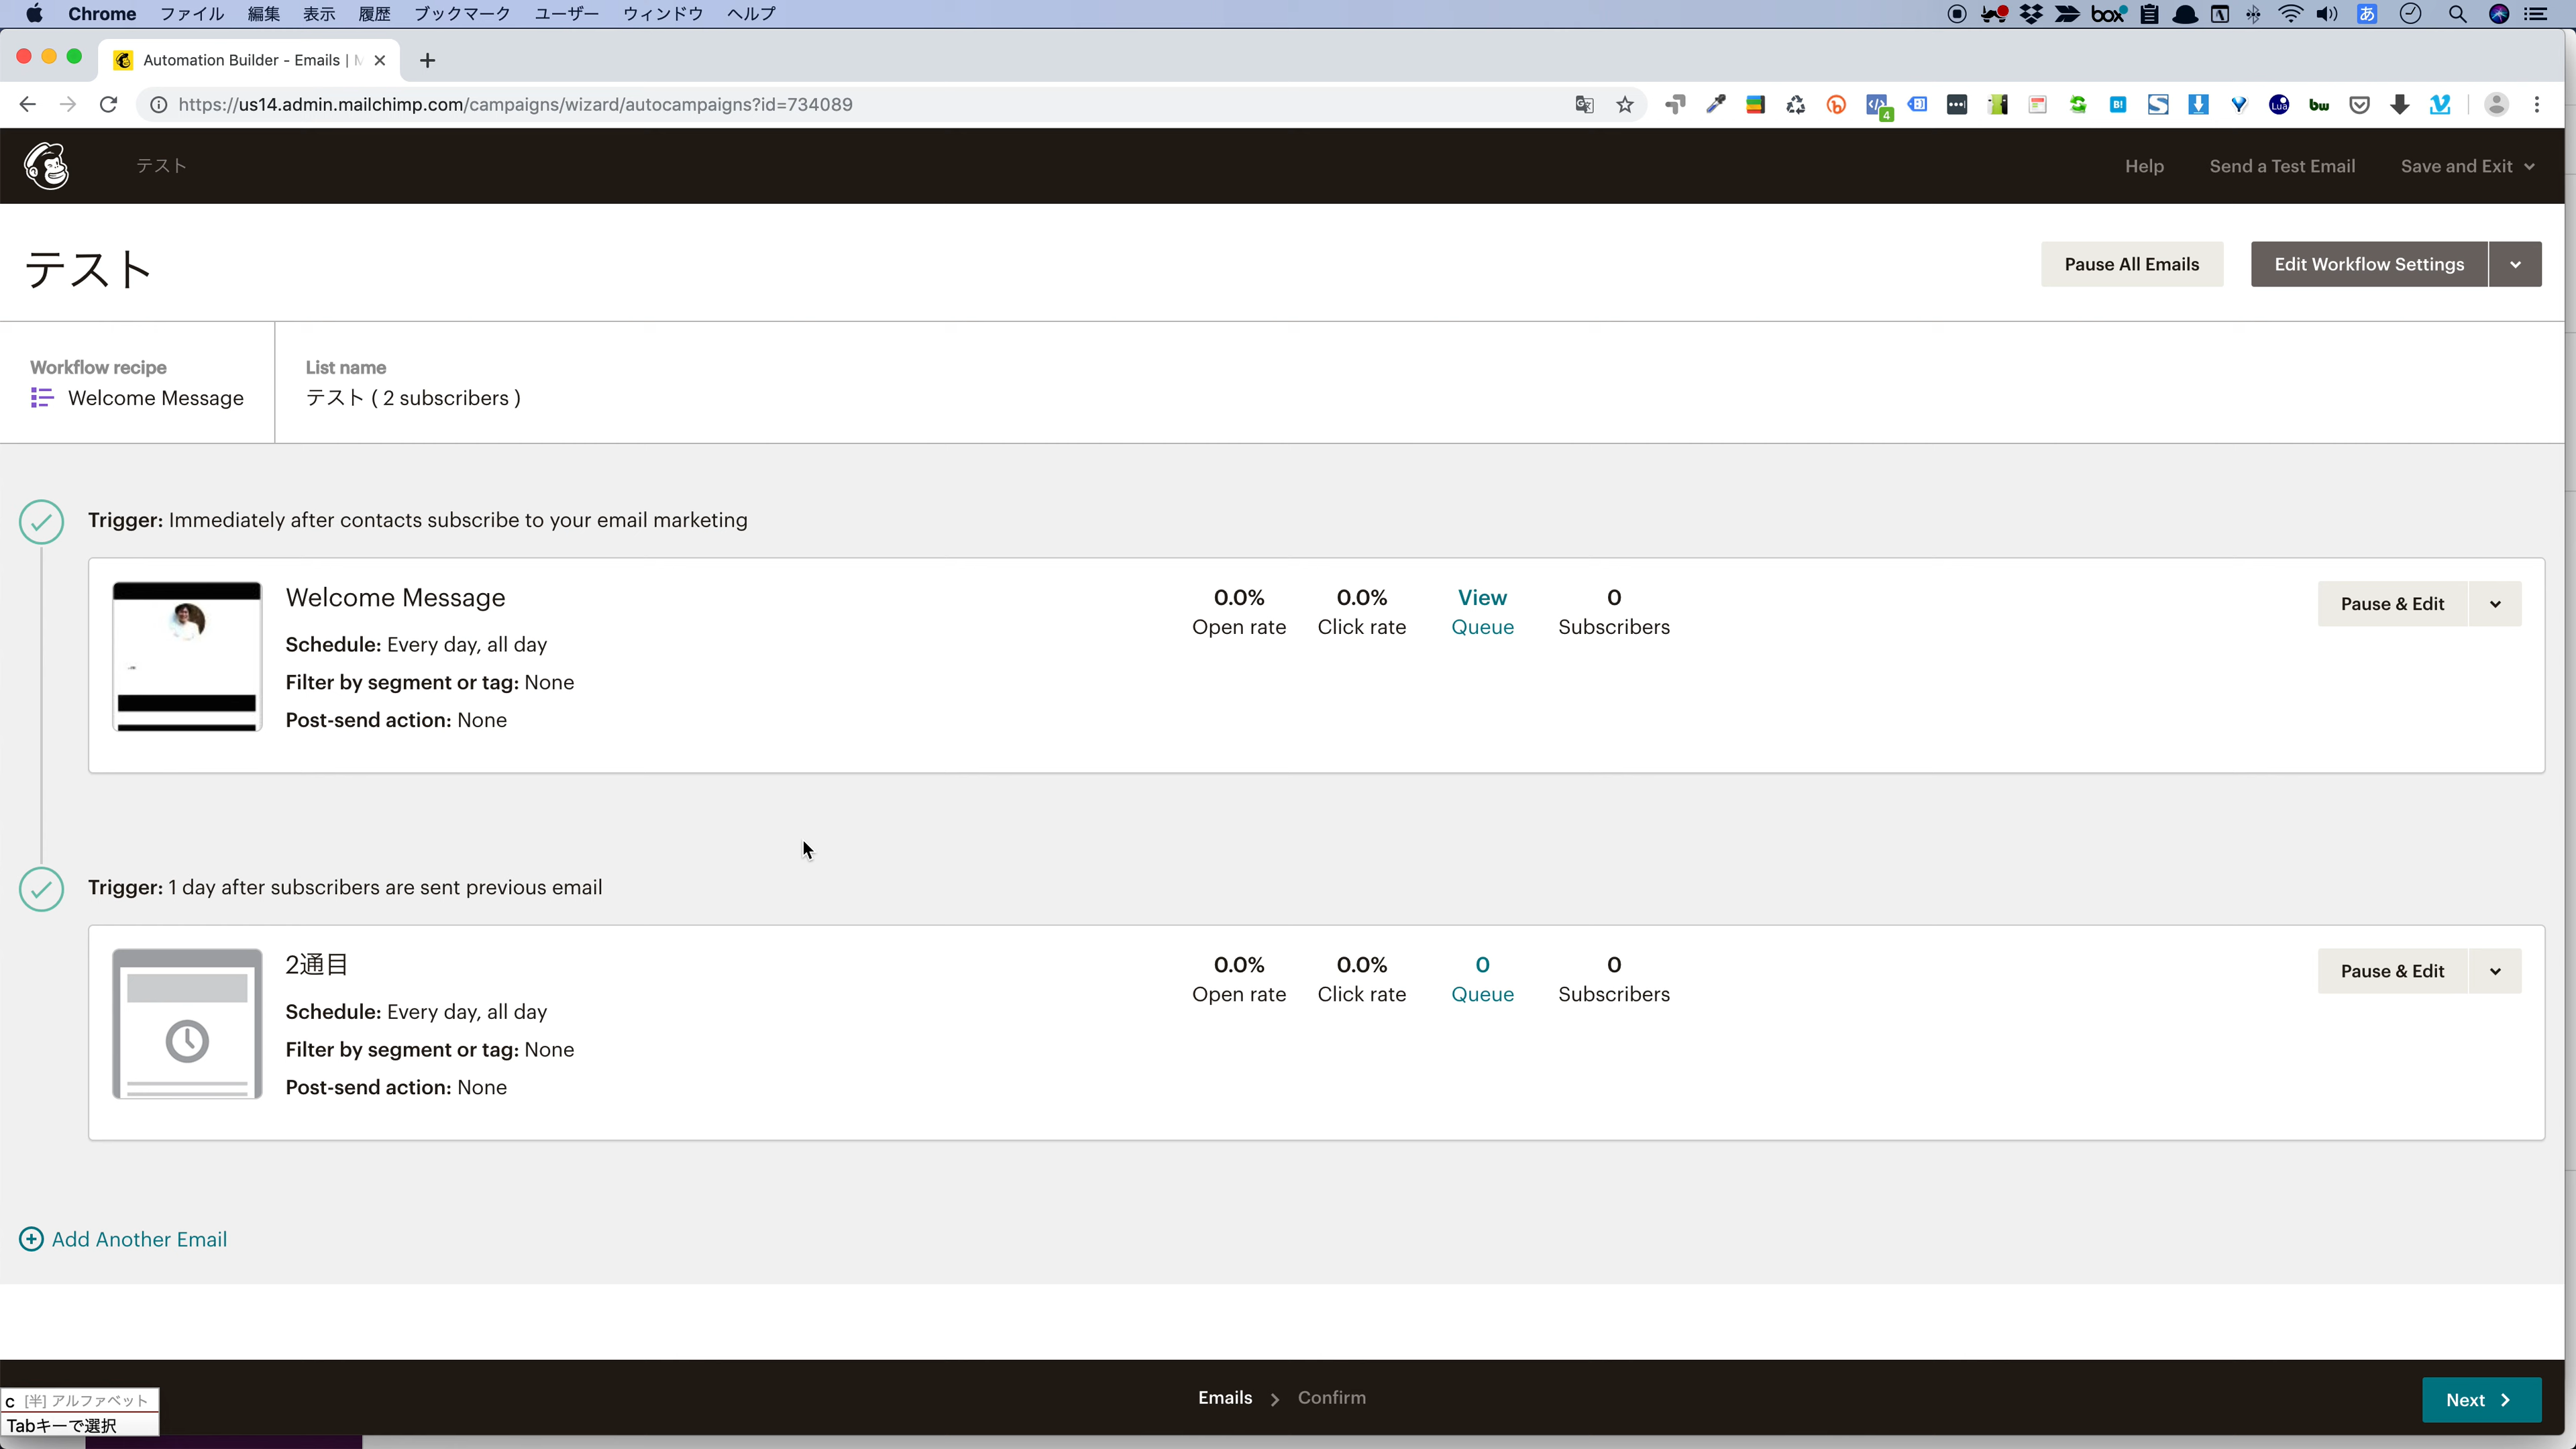 Chrome ファイル 編集 表示 履歴 ブックマーク ユーザー ウィンドウ ヘルプ box あ
Automation Builder - Emails |
https://us14.admin.mailchimp.com/campaigns/wizard/autocampaigns?id=734089 4 B! Lua bw
テスト Help Send a Test Email Save and Exit
テスト Pause All Emails Edit Workflow Settings
Workflow recipe List name
Welcome Message テスト ( 2 subscribers )
Trigger: Immediately after contacts subscribe to your email marketing
Welcome Message 0.0% 0.0% View 0 Pause & Edit
Open rate Click rate Queue Subscribers
Schedule: Every day, all day
Filter by segment or tag: None
Post-send action: None
Trigger: 1 day after subscribers are sent previous email
2通目 0.0% 0.0% 0 0 Pause & Edit
Open rate Click rate Queue Subscribers
Schedule: Every day, all day
Filter by segment or tag: None
Post-send action: None
Add Another Email
Emails Confirm Next
c [半] アルファベット
Tabキーで選択